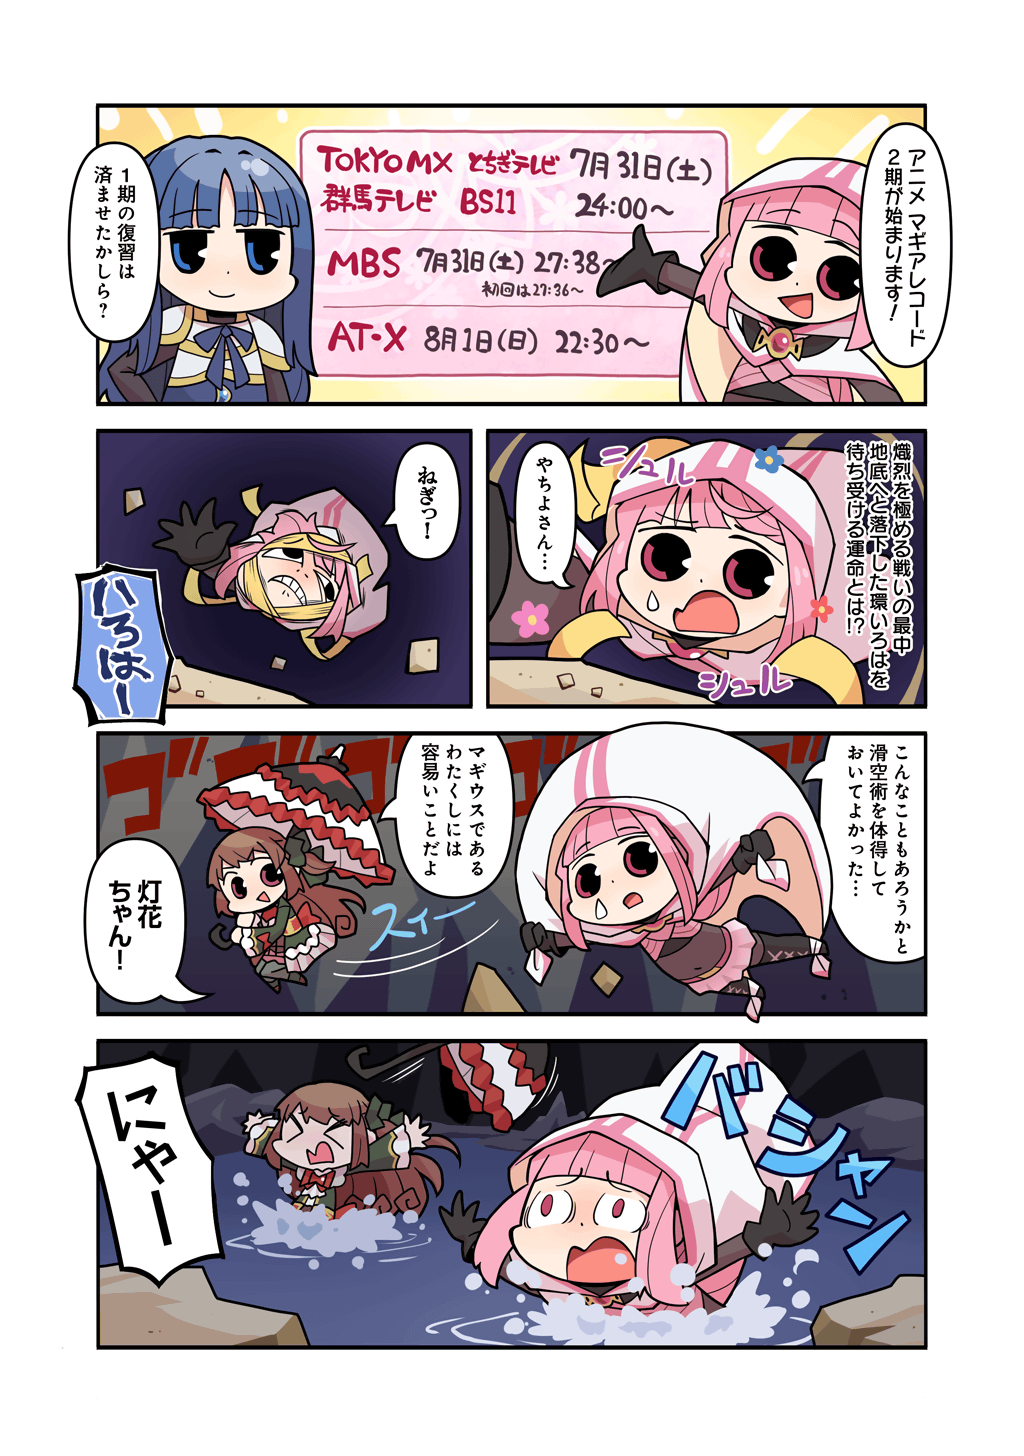 アニメ マギアレコード
2期が始まります！
TOKYO MX とちぎテレビ 7月31日(土)
群馬テレビ BS11 24:00～
MBS 7月31日(土) 27:38～
初回は27:36～
AT-X 8月1日(日) 22:30～
1期の復習は
済ませたかしら？
熾烈を極める戦いの最中
地底へと落下した環いろはを
待ち受ける運命とは!?
シュル
やちよさん…
シュル
ねぎっ！
いろはー
こんなこともあろうかと
滑空術を体得して
おいてよかった…
ゴゴゴゴゴ
マギウスである
わたくしには
容易いことだよ
スイー
灯花
ちゃん！
バシャン
にゃー